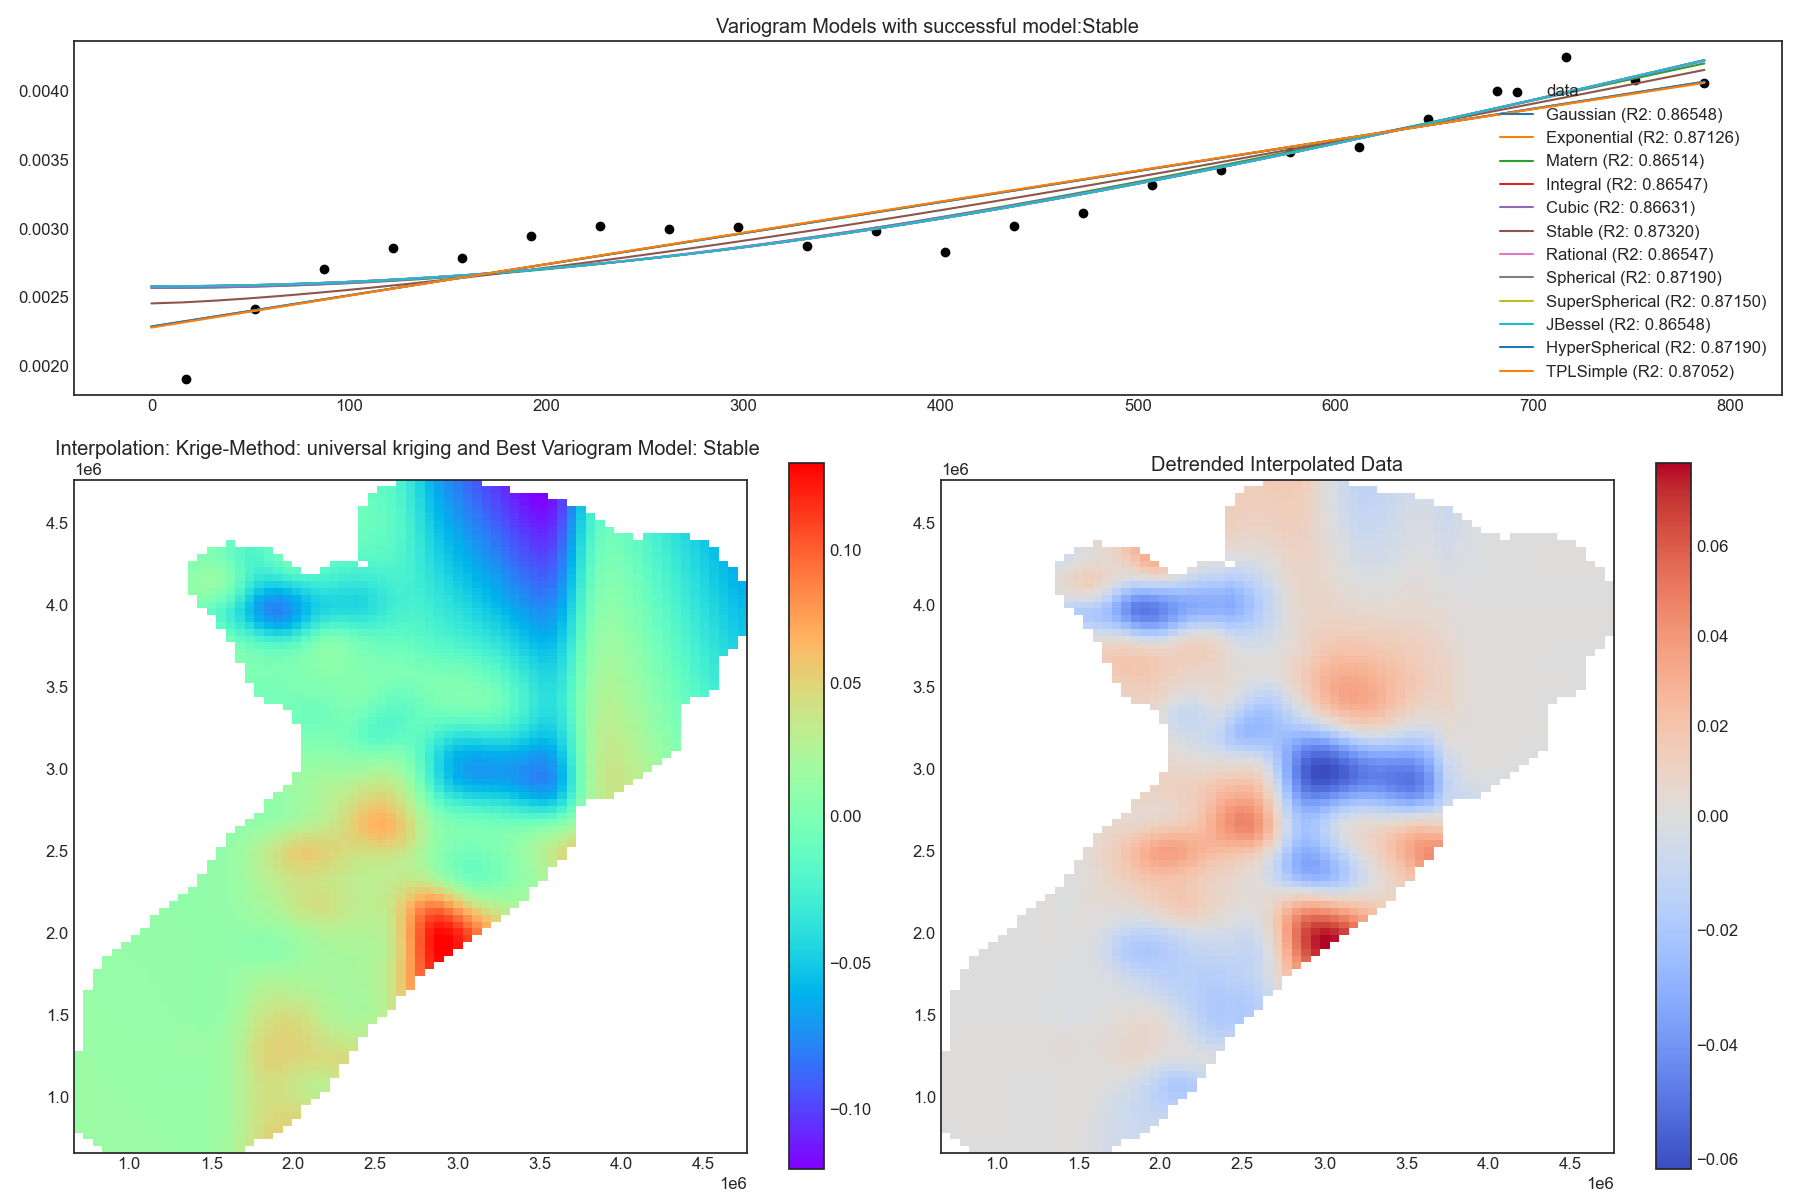 Variogram Models with successful model:Stable
0.0040
0.0035
0.0030
0.0025
0.0020
data
Gaussian (R2: 0.86548)
Exponential (R2: 0.87126)
Matern (R2: 0.86514)
Integral (R2: 0.86547)
Cubic (R2: 0.86631)
Stable (R2: 0.87320)
Rational (R2: 0.86547)
Spherical (R2: 0.87190)
SuperSpherical (R2: 0.87150)
JBessel (R2: 0.86548)
HyperSpherical (R2: 0.87190)
TPLSimple (R2: 0.87052)
0 100 200 300 400 500 600 700 800
Interpolation: Krige-Method: universal kriging and Best Variogram Model: Stable
1e6
4.5
4.0
3.5
3.0
2.5
2.0
1.5
1.0
1.0 1.5 2.0 2.5 3.0 3.5 4.0 4.5
1e6
0.10
0.05
0.00
−0.05
−0.10
Detrended Interpolated Data
1e6
4.5
4.0
3.5
3.0
2.5
2.0
1.5
1.0
1.0 1.5 2.0 2.5 3.0 3.5 4.0 4.5
1e6
0.06
0.04
0.02
0.00
−0.02
−0.04
−0.06